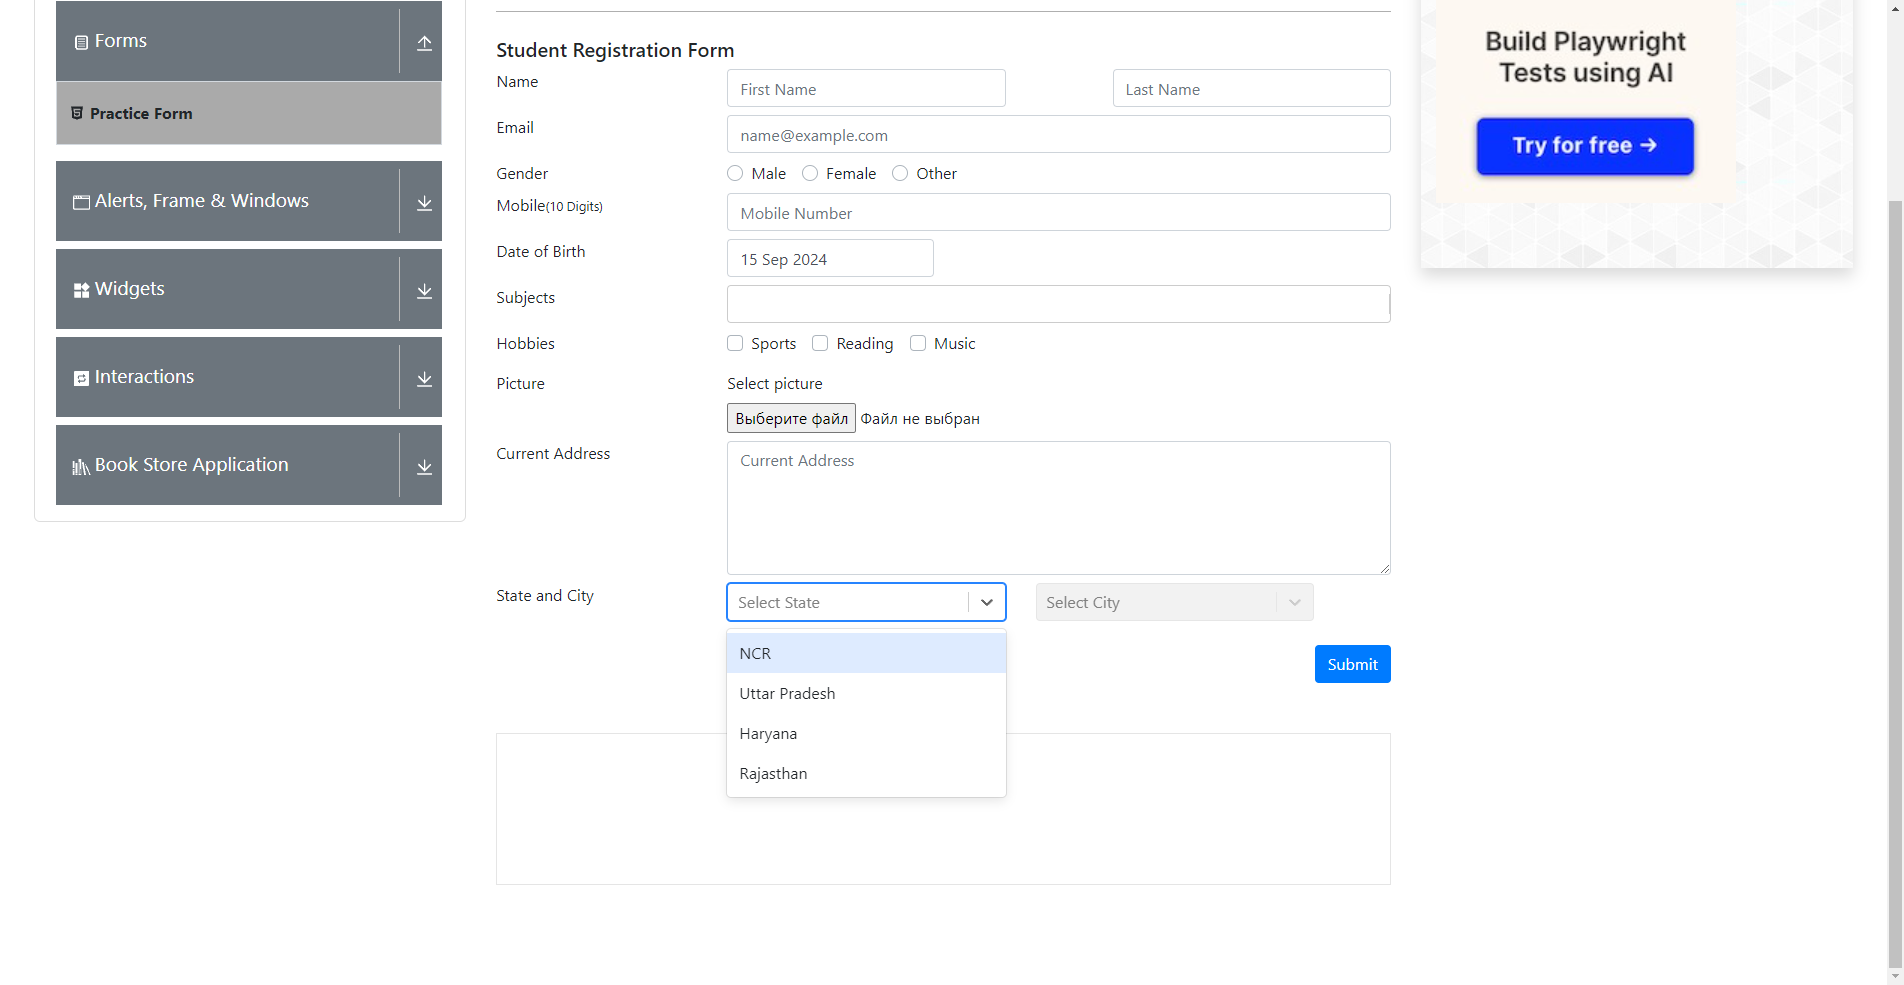 Forms
Practice Form
Alerts, Frame & Windows
Widgets
Interactions
Book Store Application
Student Registration Form
Name
First Name
Last Name
Email
name@example.com
Gender
Male
Female
Other
Mobile(10 Digits)
Mobile Number
Date of Birth
15 Sep 2024
Subjects
Hobbies
Sports
Reading
Music
Picture
Select picture
Выберите файл Файл не выбран
Current Address
Current Address
State and City
Select State
Select City
NCR
Uttar Pradesh
Haryana
Rajasthan
Submit
Build Playwright
Tests using AI
Try for free →